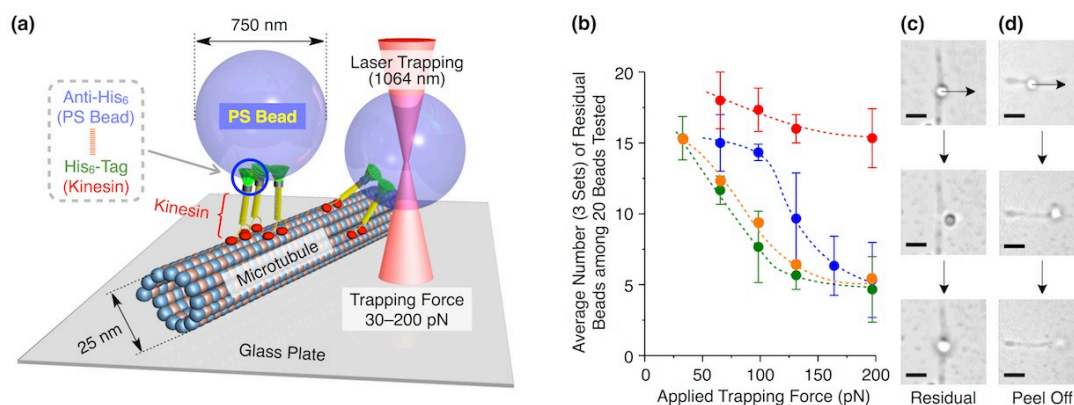 (a)
750 nm
Laser Trapping
(1064 nm)
Anti-His6
(PS Bead)
PS Bead
His6-Tag
(Kinesin)
Kinesin
Microtubule
25 nm
Trapping Force
30–200 pN
Glass Plate
(b)
Average Number (3 Sets) of Residual
Beads among 20 Beads Tested
20
15
10
5
0
0
50
100
150
200
Applied Trapping Force (pN)
(c)
Residual
(d)
Peel Off